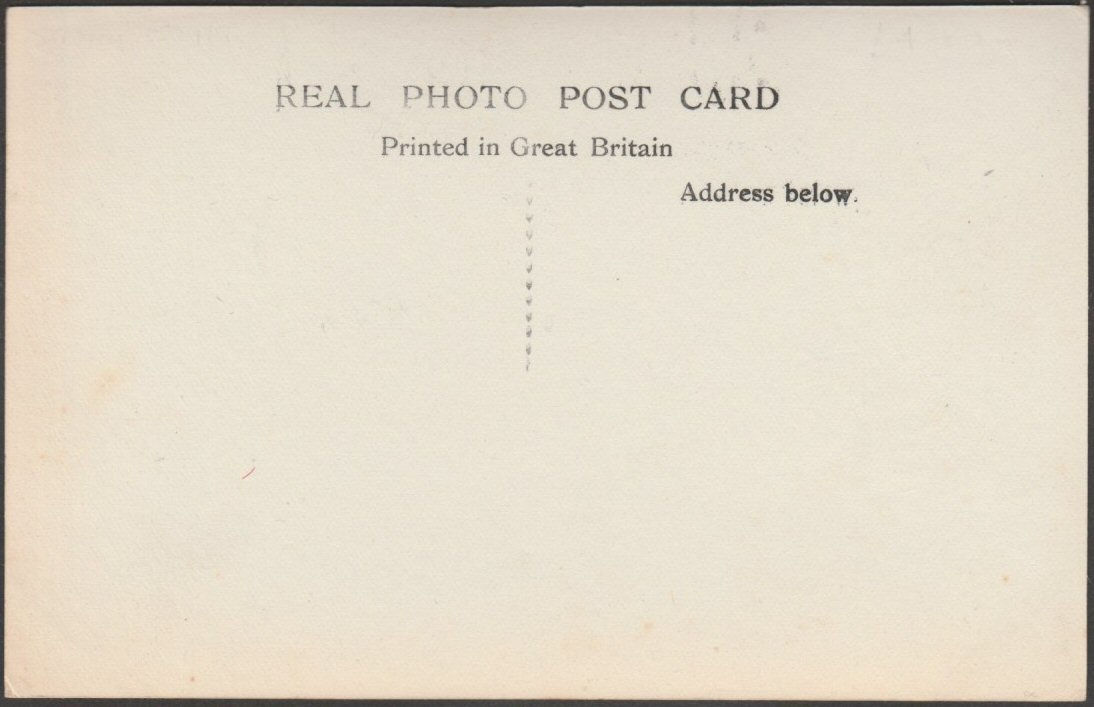 REAL PHOTO POST CARD
Printed in Great Britain
Address below.